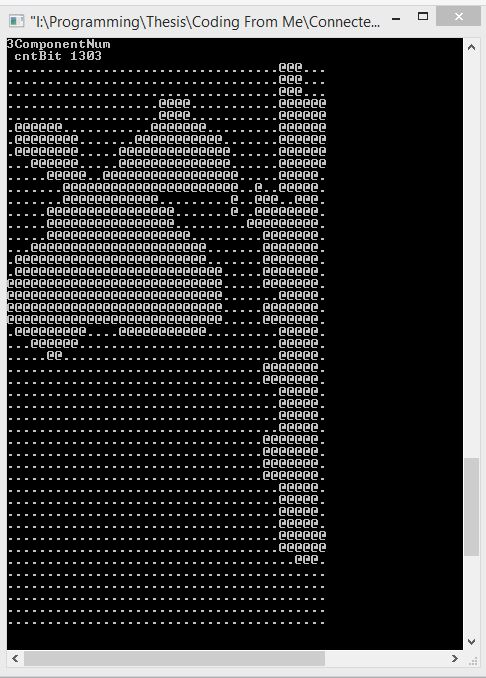 "I:\Programming\Thesis\Coding From Me\Connecte...
3ComponentNum
cntBit 1303